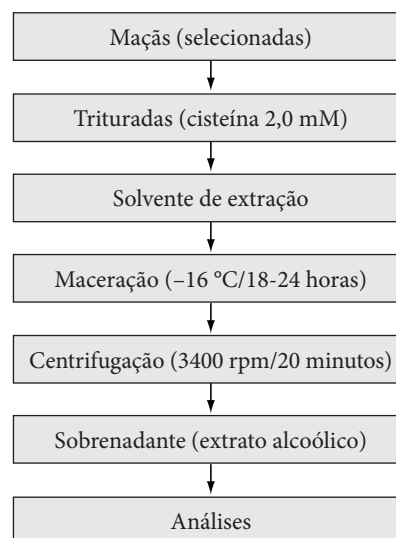 Maçãs (selecionadas)
Trituradas (cisteína 2,0 mM)
Solvente de extração
Maceração (–16 °C/18-24 horas)
Centrifugação (3400 rpm/20 minutos)
Sobrenadante (extrato alcoólico)
Análises